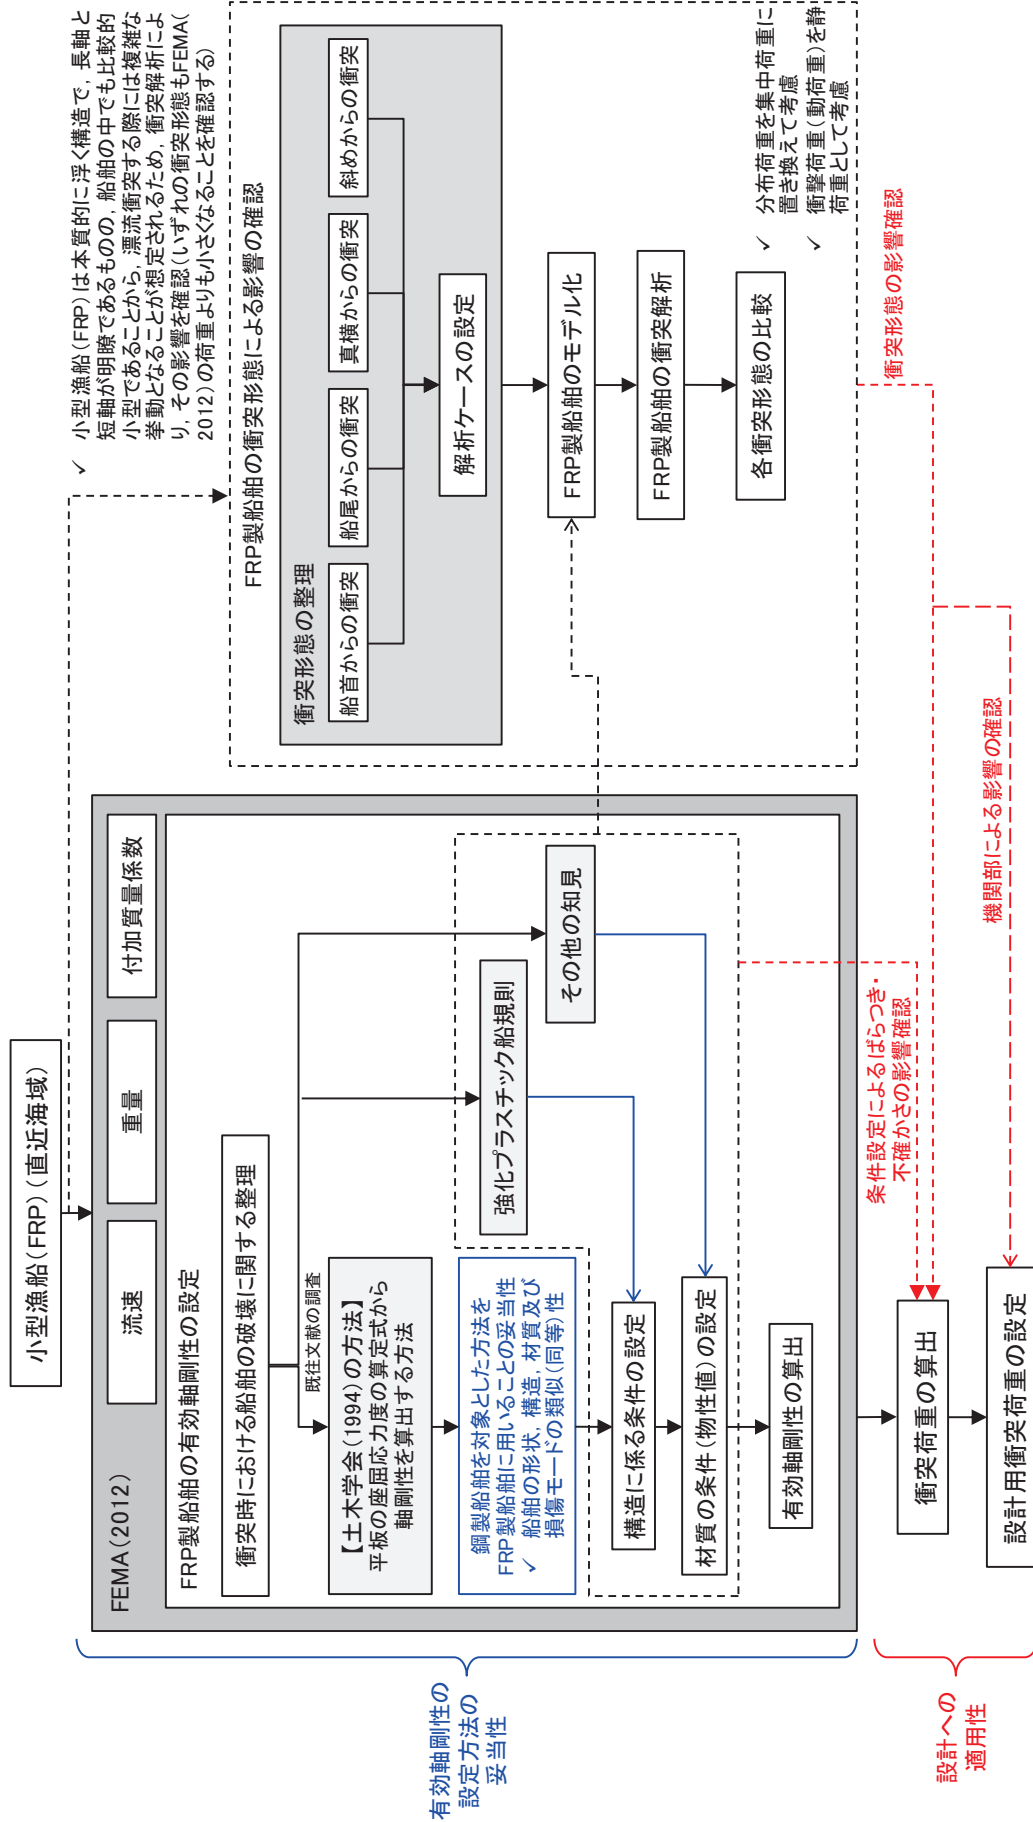 小型漁船(FRP)(直近海域)
FEMA(2012)
流速
重量
付加質量係数
FRP製船舶の有効軸剛性の設定
衝突時における船舶の破壊に関する整理
既往文献の調査
【土木学会(1994)の方法】
平板の座屈応力度の算定式から
軸剛性を算出する方法
鋼製船舶を対象とした方法を
FRP製船舶に用いることの妥当性
✓ 船舶の形状,構造,材質及び
損傷モードの類似(同等)性
強化プラスチック船規則
その他の知見
構造に係る条件の設定
材質の条件(物性値)の設定
有効軸剛性の算出
衝突荷重の算出
設計用衝突荷重の設定
有効軸剛性の
設定方法の
妥当性
設計への
適用性
✓ 小型漁船(FRP)は本質的に浮く構造で,長軸と
短軸が明瞭であるものの,船舶の中でも比較的
小型であることから,漂流衝突する際には複雑な
挙動となることが想定されるため,衝突解析によ
り,その影響を確認(いずれの衝突形態もFEMA(
2012)の荷重よりも小さくなることを確認する)
FRP製船舶の衝突形態による影響の確認
衝突形態の整理
船首からの衝突
船尾からの衝突
真横からの衝突
斜めからの衝突
解析ケースの設定
FRP製船舶のモデル化
FRP製船舶の衝突解析
各衝突形態の比較
✓ 分布荷重を集中荷重に
置き換えて考慮
✓ 衝撃荷重(動荷重)を静
荷重として考慮
衝突形態の影響確認
機関部による影響の確認
条件設定によるばらつき・
不確かさの影響確認